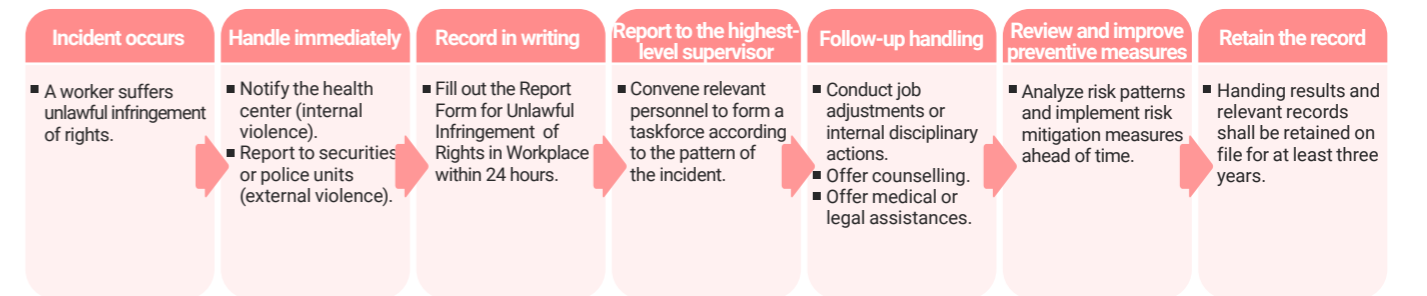 Incident occurs
■ A worker suffers
unlawful infringement
of rights.
Handle immediately
■ Notify the health
center (internal
violence).
■ Report to securities
or police units
(external violence).
Record in writing
■ Fill out the Report
Form for Unlawful
Infringement of
Rights in Workplace
within 24 hours.
Report to the highest-
level supervisor
■ Convene relevant
personnel to form a
taskforce according
to the pattern of
the incident.
Follow-up handling
■ Conduct job
adjustments or
internal disciplinary
actions.
■ Offer counselling.
■ Offer medical or
legal assistances.
Review and improve
preventive measures
■ Analyze risk patterns
and implement risk
mitigation measures
ahead of time.
Retain the record
■ Handing results and
relevant records
shall be retained on
file for at least three
years.